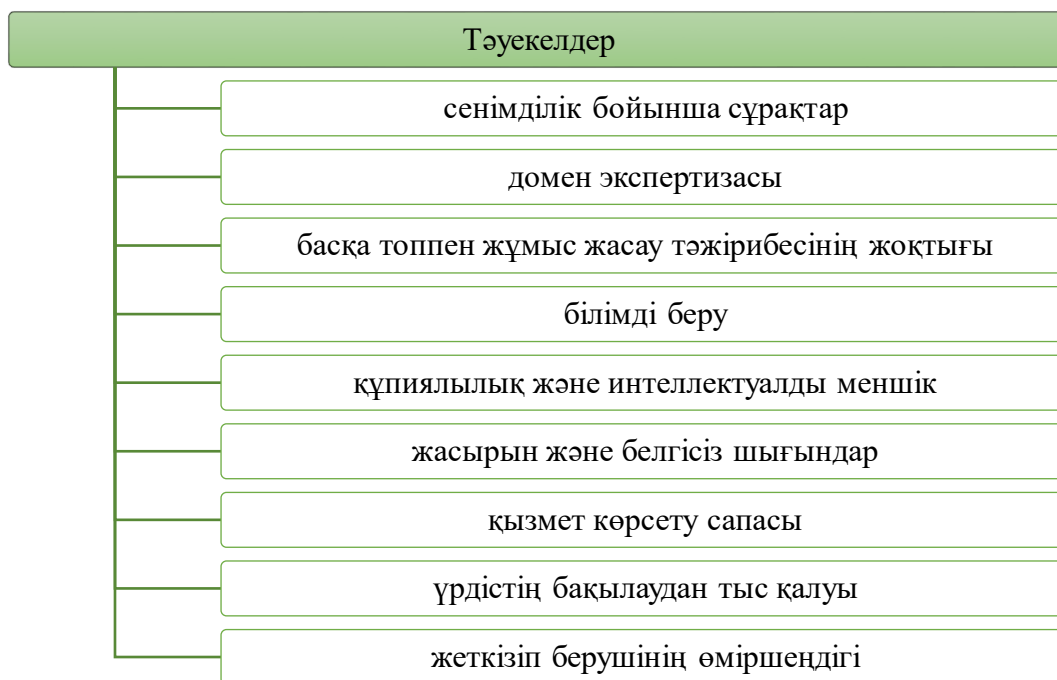 Тәуекелдер
сенімділік бойынша сұрақтар
домен экспертизасы
басқа топпен жұмыс жасау тәжірибесінің жоқтығы
білімді беру
құпиялылық және интеллектуалды меншік
жасырын және белгісіз шығындар
қызмет көрсету сапасы
үрдістің бақылаудан тыс қалуы
жеткізіп берушінің өміршеңдігі